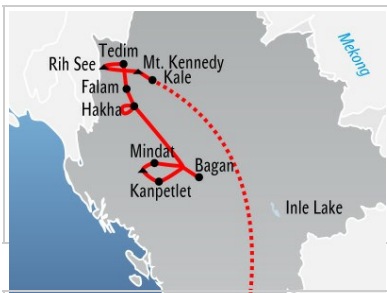 Tedim
Rih See
Mt. Kennedy
Kale
Falam
Hakha
Mindat
Bagan
Kanpetlet
Inle Lake
Mekong